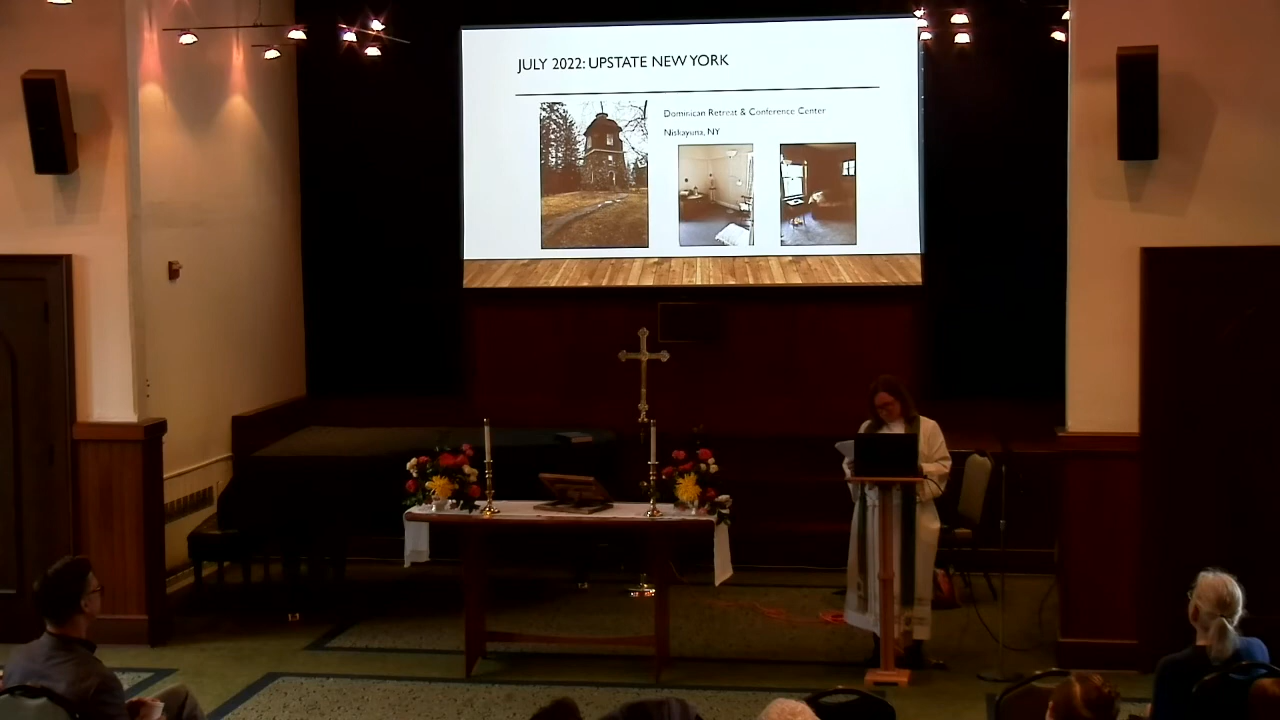 JULY 2022: UPSTATE NEW YORK
Dominican Retreat & Conference Center
Niskayuna, NY